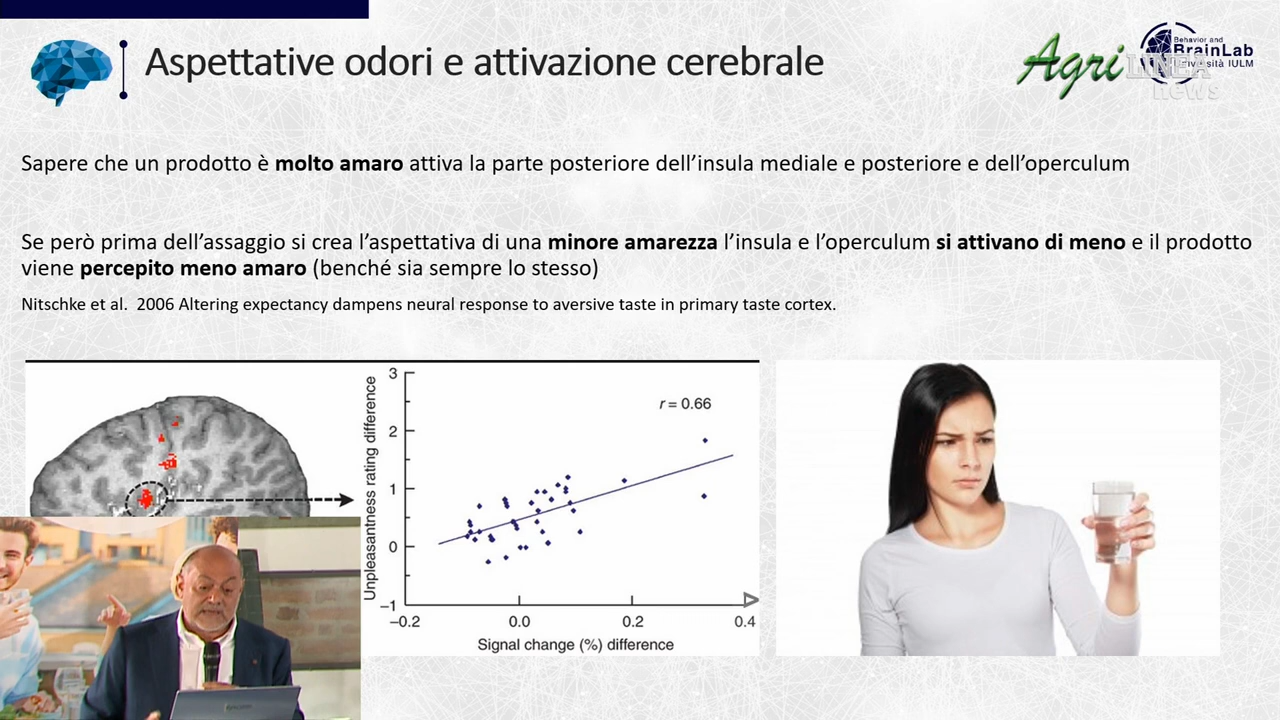 Aspettative odori e attivazione cerebrale
Agri LINEA
news
Behavior and
BrainLab
Università IULM
Sapere che un prodotto è molto amaro attiva la parte posteriore dell'insula mediale e posteriore e dell'operculum
Se però prima dell'assaggio si crea l'aspettativa di una minore amarezza l'insula e l'operculum si attivano di meno e il prodotto
viene percepito meno amaro (benché sia sempre lo stesso)
Nitschke et al. 2006 Altering expectancy dampens neural response to aversive taste in primary taste cortex.
Unpleasantness rating difference
3
2
1
0
−1
r = 0.66
−0.2
0.0
0.2
0.4
Signal change (%) difference